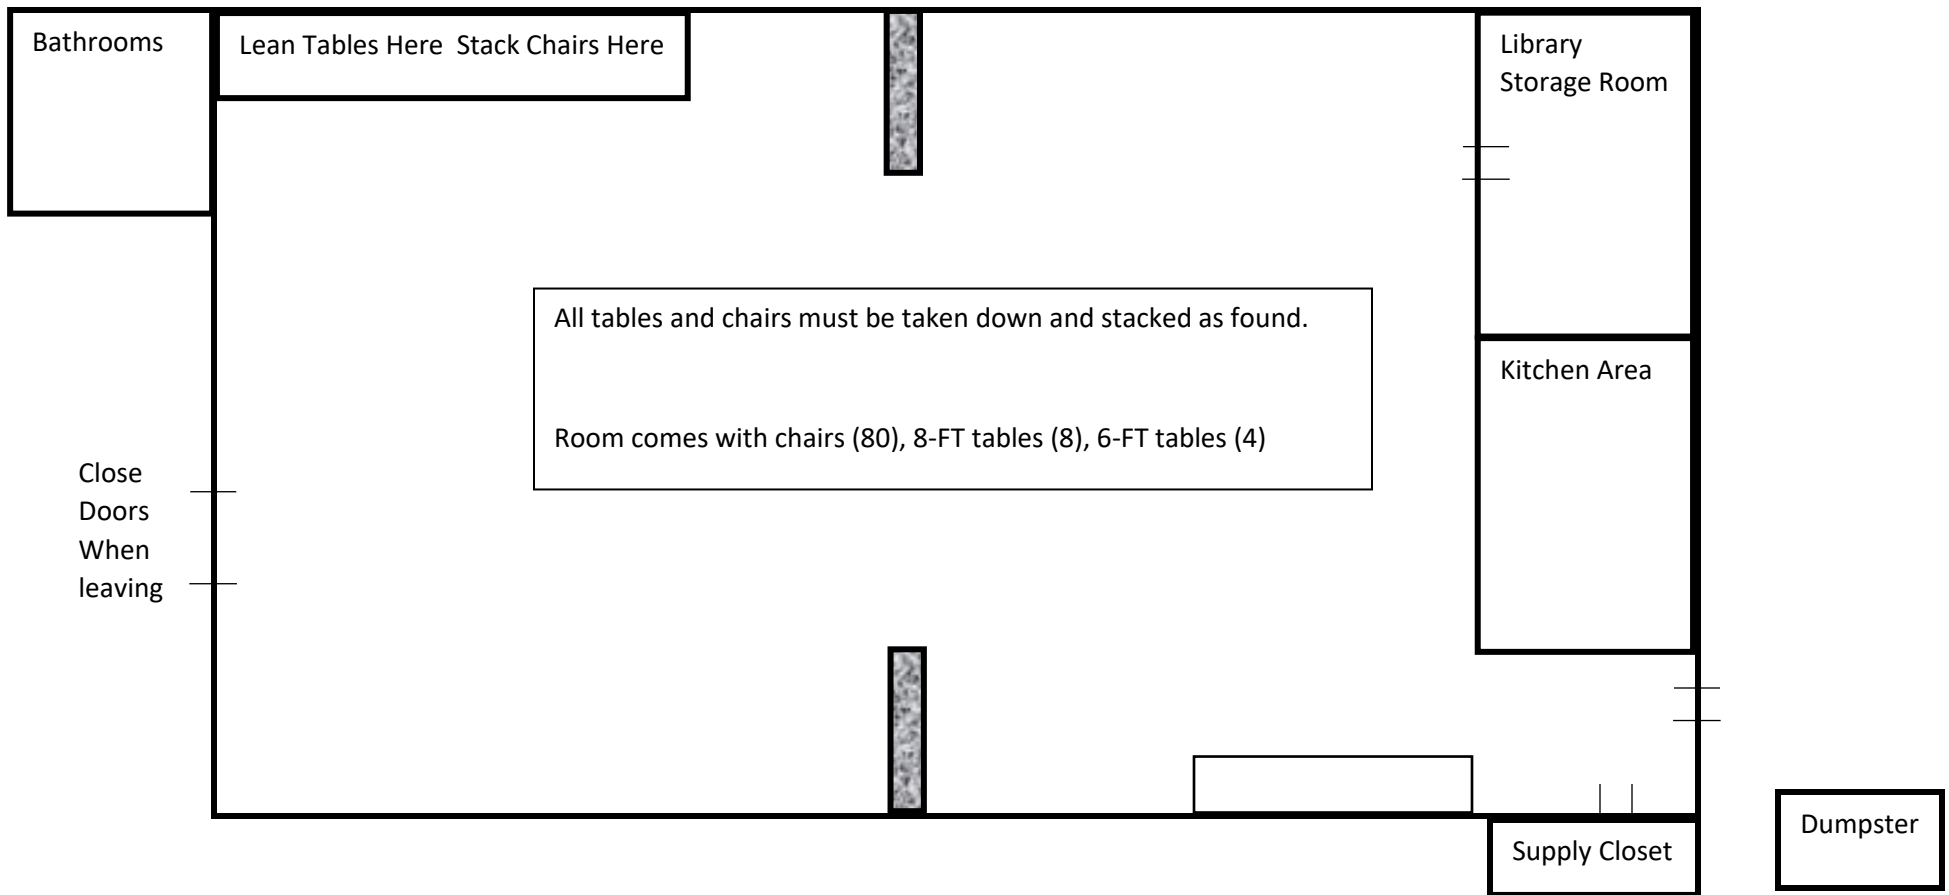 Bathrooms
Lean Tables Here  Stack Chairs Here
Library
Storage Room
All tables and chairs must be taken down and stacked as found.
Room comes with chairs (80), 8-FT tables (8), 6-FT tables (4)
Kitchen Area
Close
Doors
When
leaving
Supply Closet
Dumpster